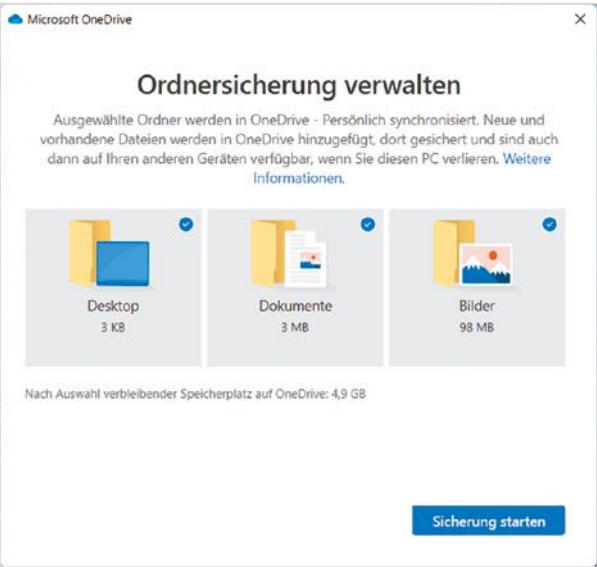 Microsoft OneDrive
Ordnersicherung verwalten
Ausgewählte Ordner werden in OneDrive - Persönlich synchronisiert. Neue und
vorhandene Dateien werden in OneDrive hinzugefügt, dort gesichert und sind auch
dann auf Ihren anderen Geräten verfügbar, wenn Sie diesen PC verlieren. Weitere
Informationen.
Desktop
3 KB
Dokumente
3 MB
Bilder
98 MB
Nach Auswahl verbleibender Speicherplatz auf OneDrive: 4,9 GB
Sicherung starten